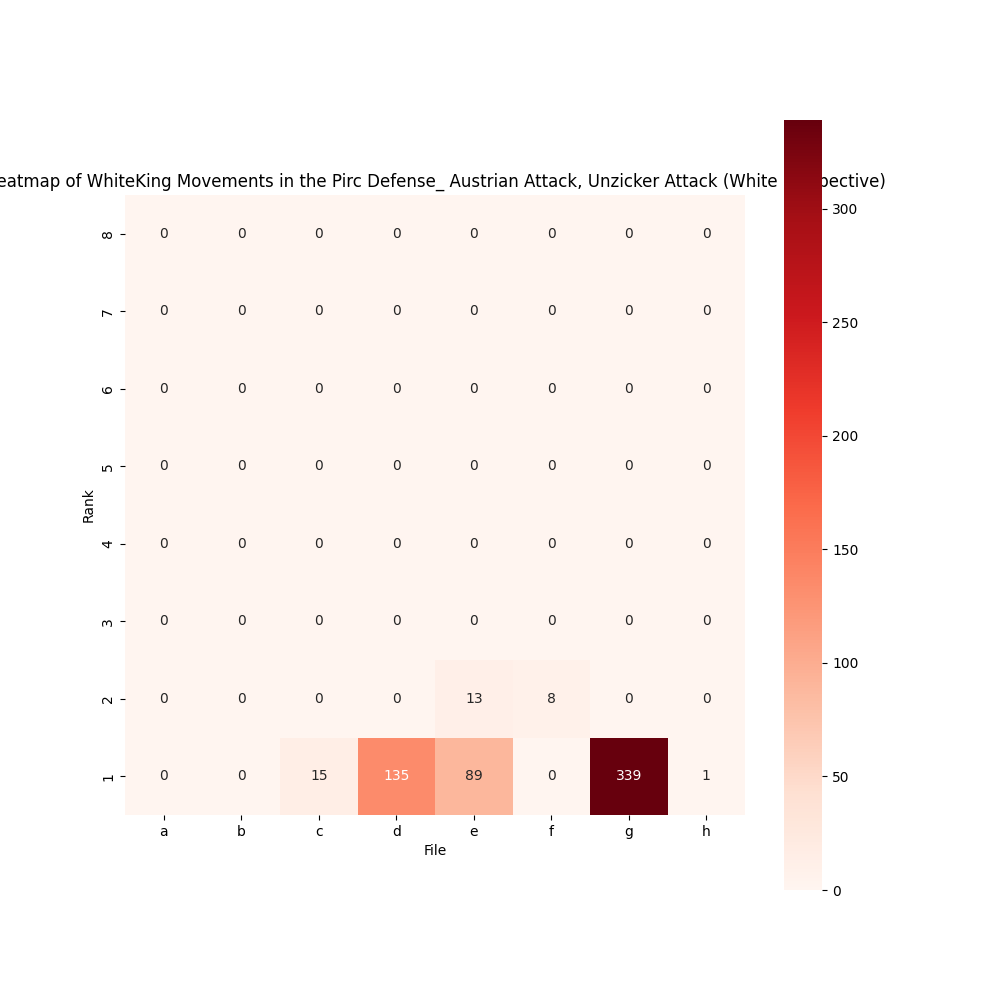 eatmap of WhiteKing Movements in the Pirc Defense_ Austrian Attack, Unzicker Attack (White pective)
300
8 0 0 0 0 0 0 0 0
250
7 0 0 0 0 0 0 0 0
6 0 0 0 0 0 0 0 0
200
5 0 0 0 0 0 0 0 0
Rank
150
4 0 0 0 0 0 0 0 0
3 0 0 0 0 0 0 0 0
100
2 0 0 0 0 13 8 0 0
50
1 0 0 15 135 89 0 339 1
a b c d e f g h
File
0